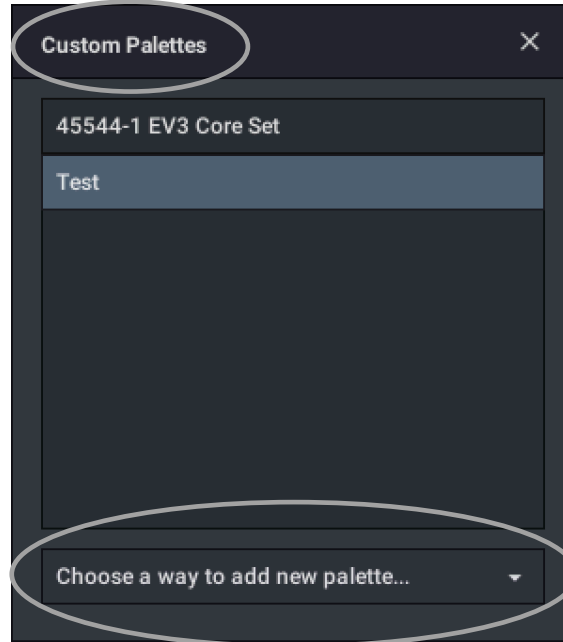 Custom Palettes
45544-1 EV3 Core Set
Test
Choose a way to add new palette...